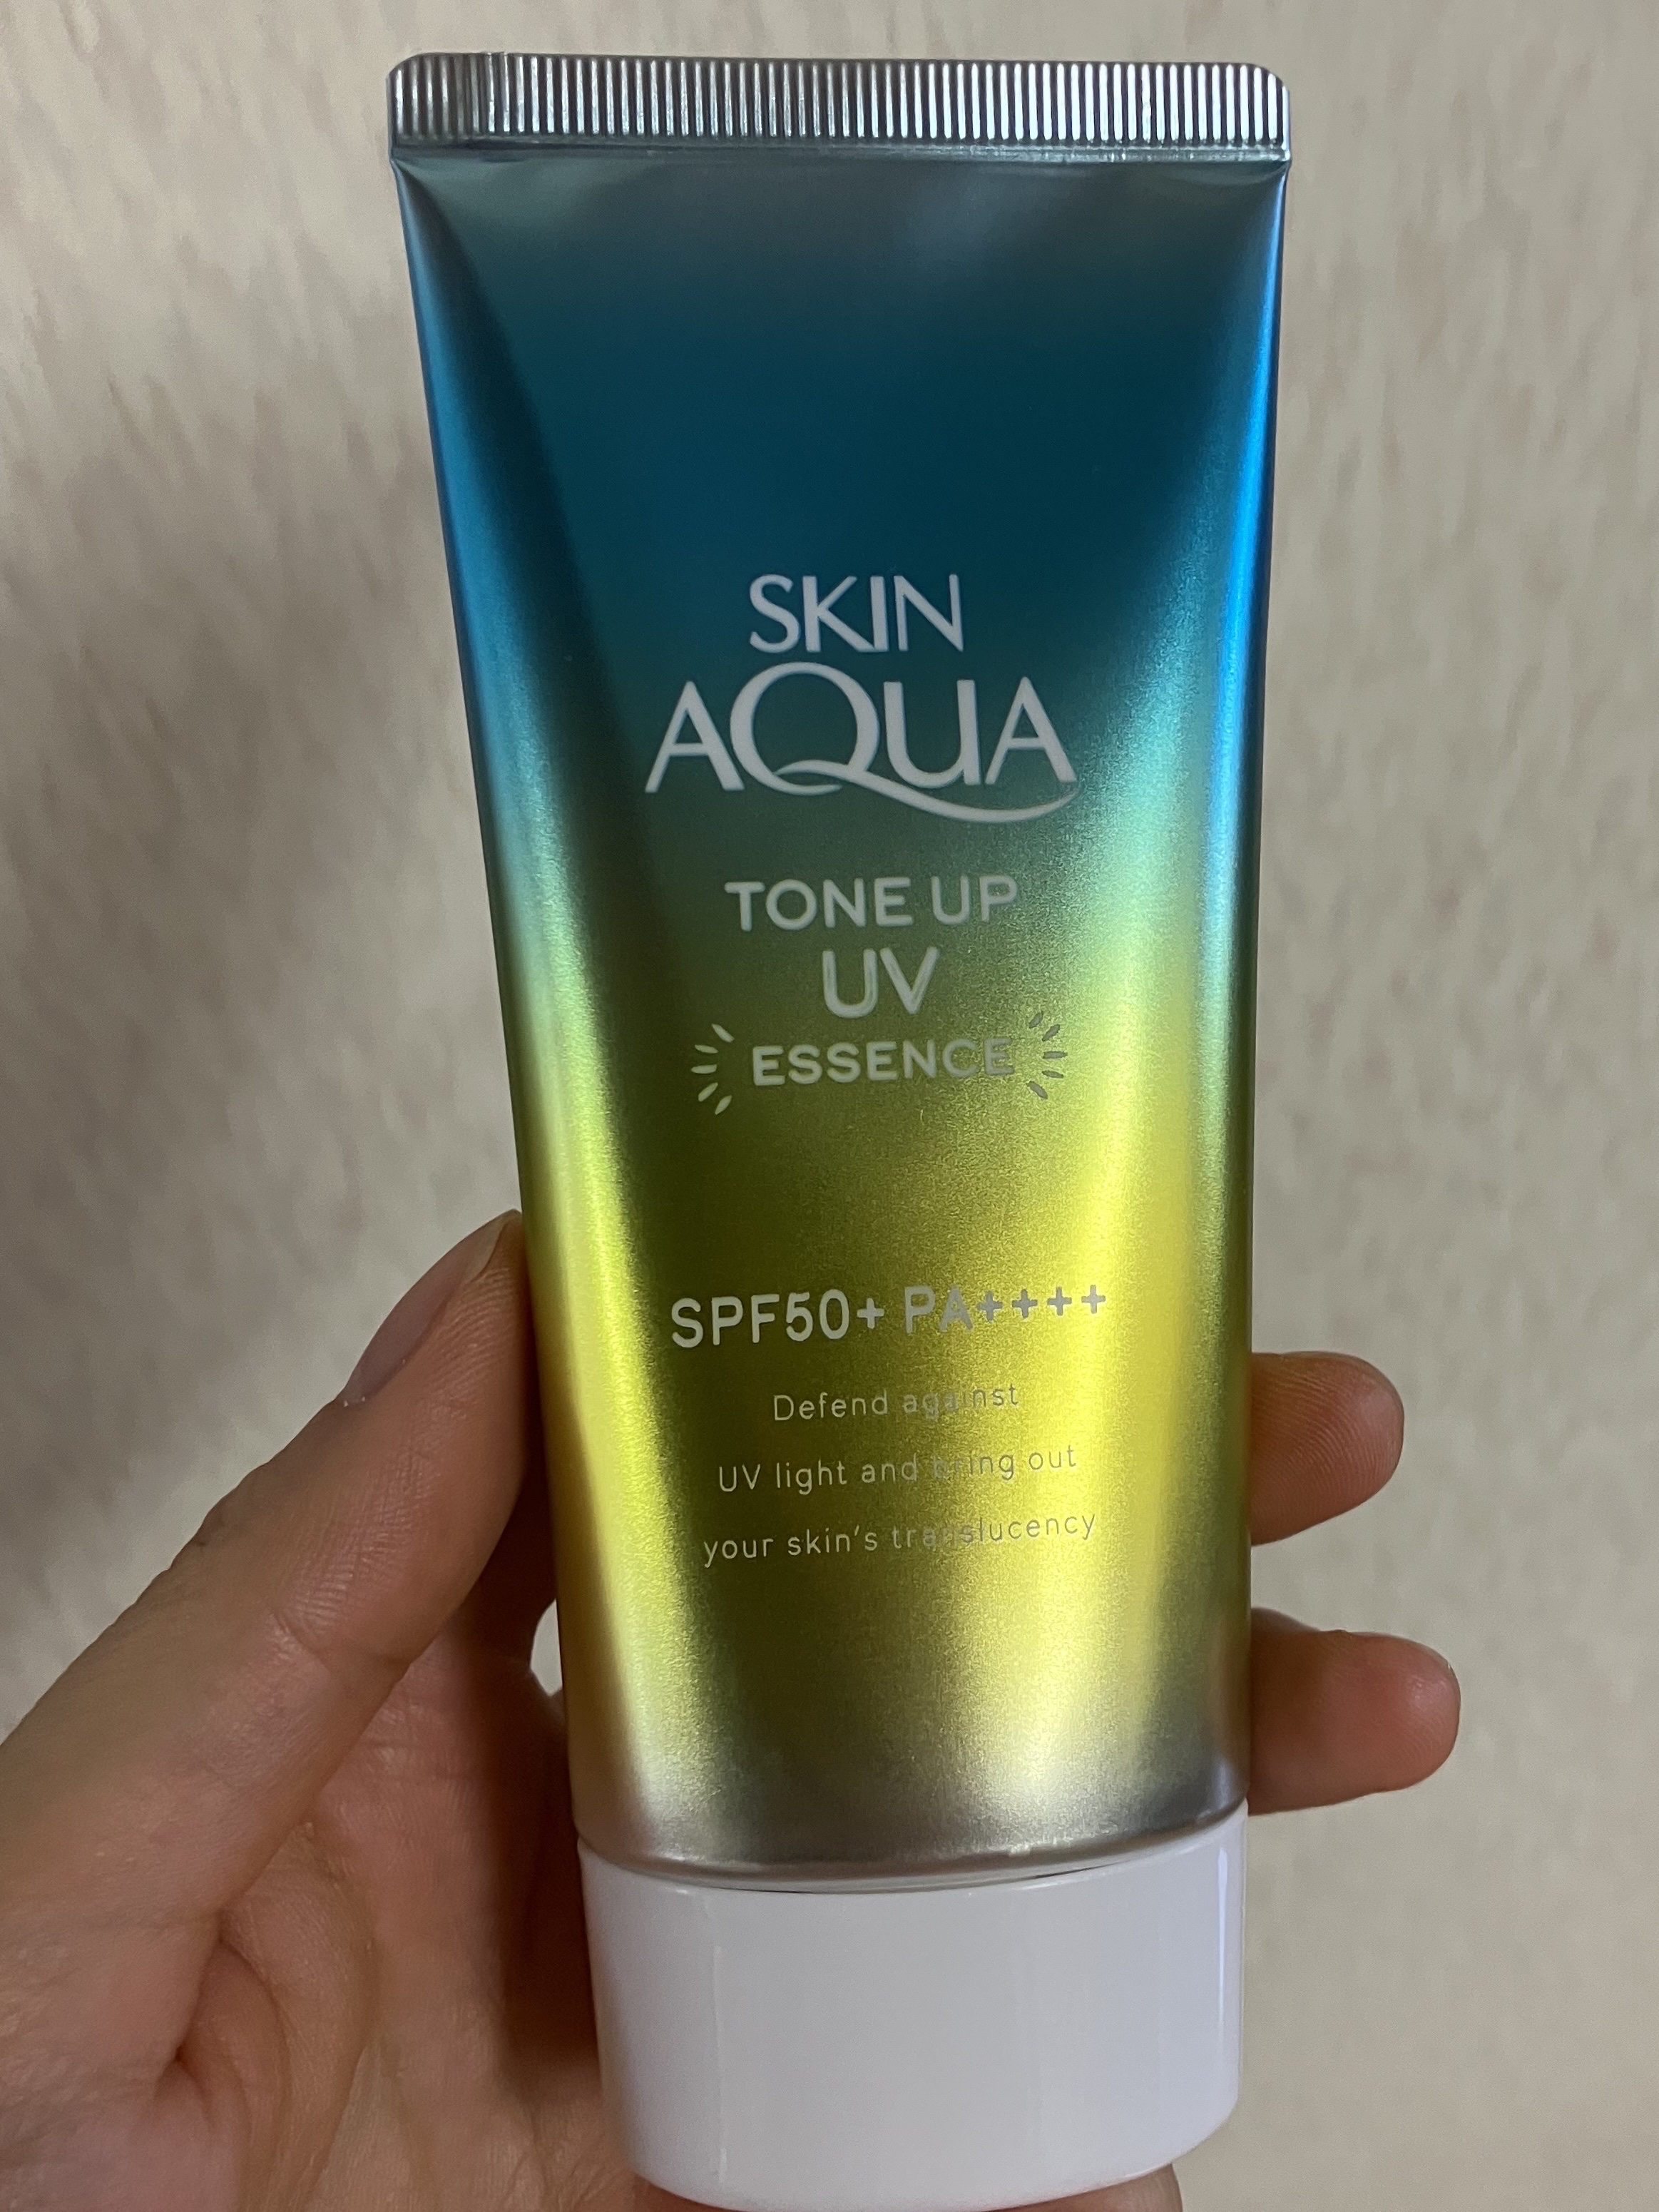 SKIN
AQUA
TONE UP
UV
ESSENCE
SPF50+ PA++++
Defend against
UV light and bring out
your skin's translucency